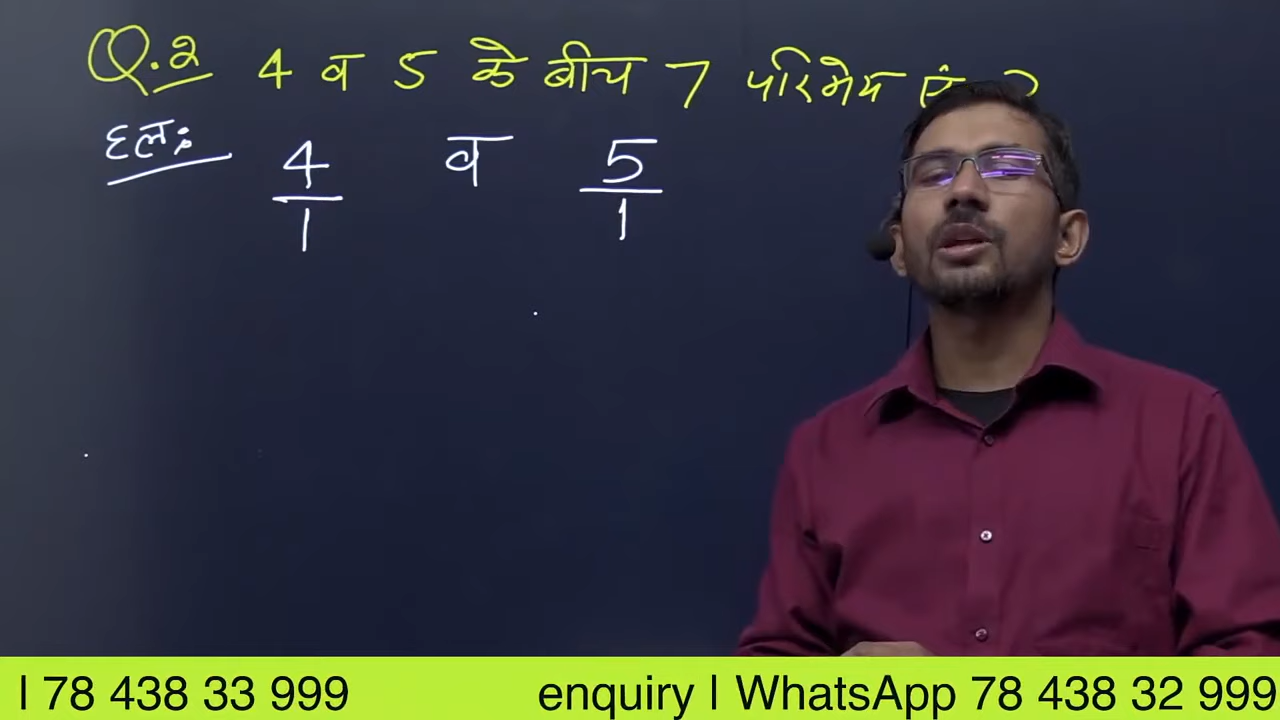 Q.2 4 व 5 के बीच 7 परिमेय
हल:
4/1 व 5/1
| 78 438 33 999 enquiry | WhatsApp 78 438 32 999